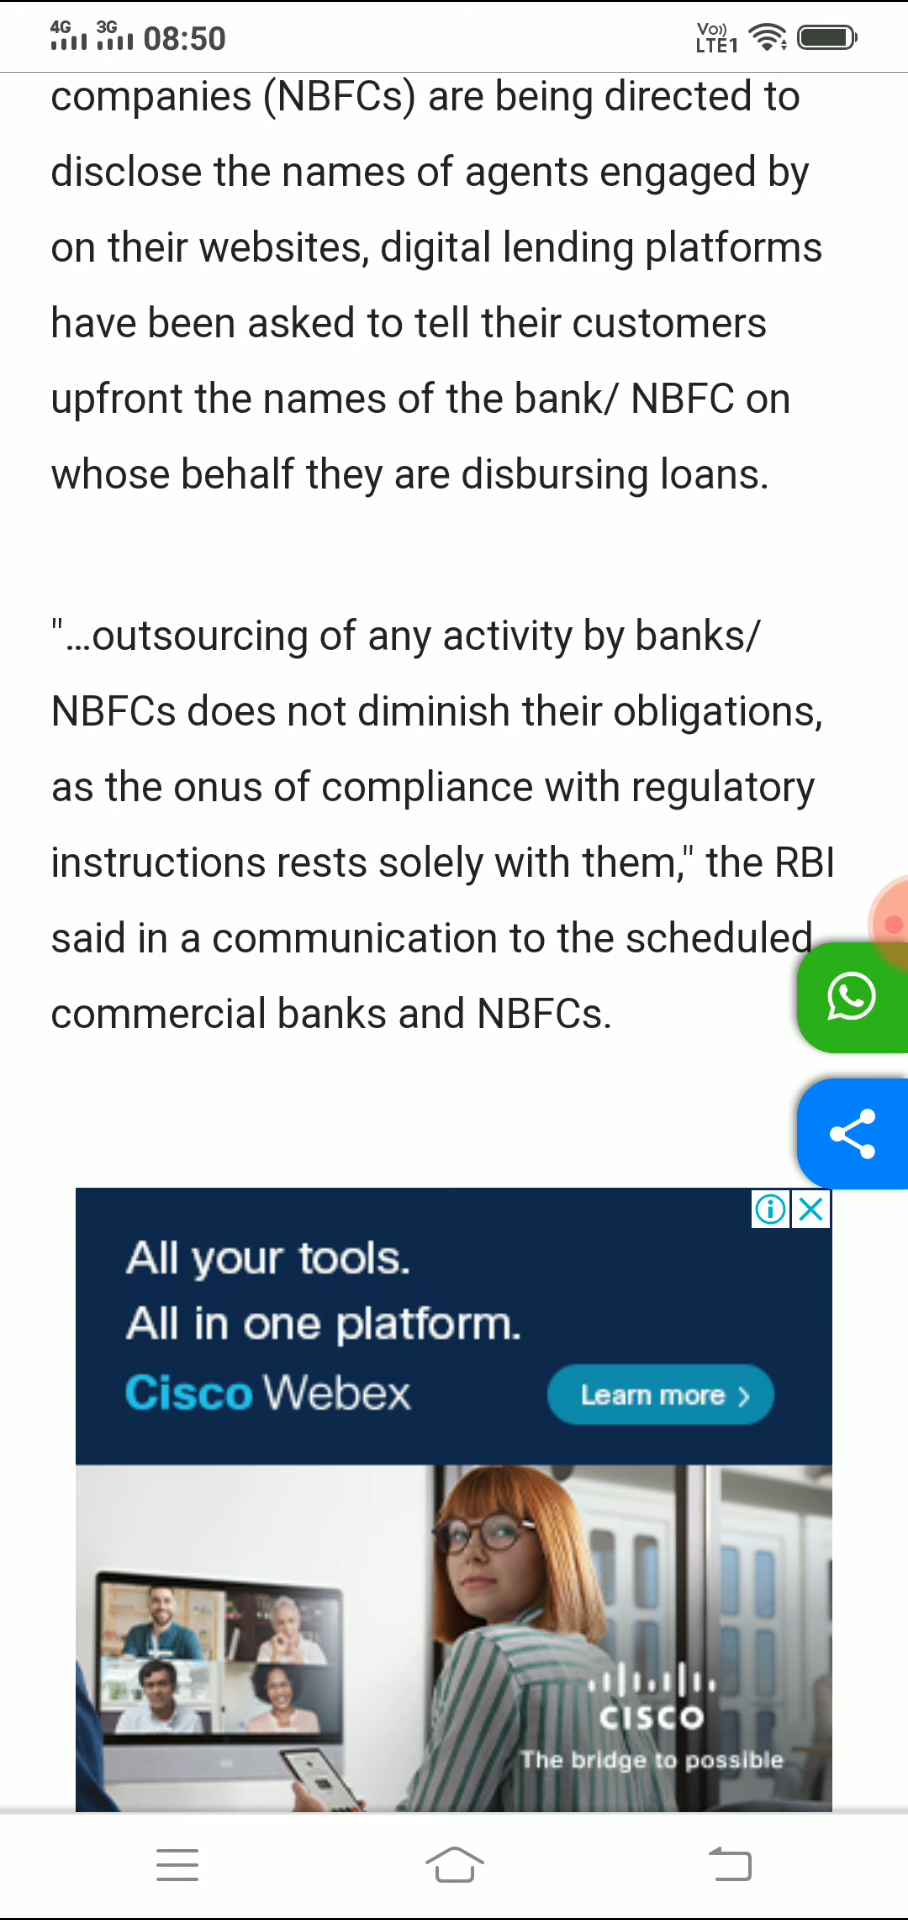 4G 3G 08:50 Vo)) LTE1
companies (NBFCs) are being directed to
disclose the names of agents engaged by
on their websites, digital lending platforms
have been asked to tell their customers
upfront the names of the bank/ NBFC on
whose behalf they are disbursing loans.
"...outsourcing of any activity by banks/
NBFCs does not diminish their obligations,
as the onus of compliance with regulatory
instructions rests solely with them," the RBI
said in a communication to the scheduled
commercial banks and NBFCs.
All your tools.
All in one platform.
Cisco Webex
Learn more >
CISCO
The bridge to possible